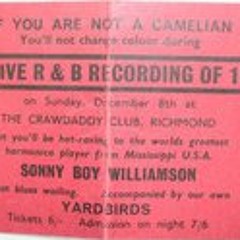 F YOU ARE NOT A CAMELIAN
You'll not change colour during
IVE R & B RECORDING OF 1
on Sunday, December 8th at
THE CRAWDADDY CLUB, RICHMOND
you'll be hot-raving to the worlds greatest
harmonica player from Mississippi U.S.A.
SONNY BOY WILLIAMSON
blues wailing. Accompanied by our own
YARDBIRDS
Tickets 6/- Admission on night 7/6